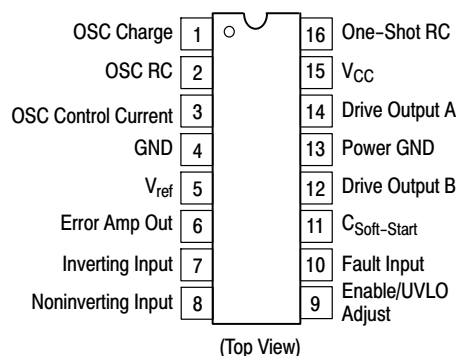 OSC Charge 1 16 One-Shot RC
OSC RC 2 15 VCC
OSC Control Current 3 14 Drive Output A
GND 4 13 Power GND
Vref 5 12 Drive Output B
Error Amp Out 6 11 CSoft-Start
Inverting Input 7 10 Fault Input
Noninverting Input 8 9 Enable/UVLO
Adjust
(Top View)